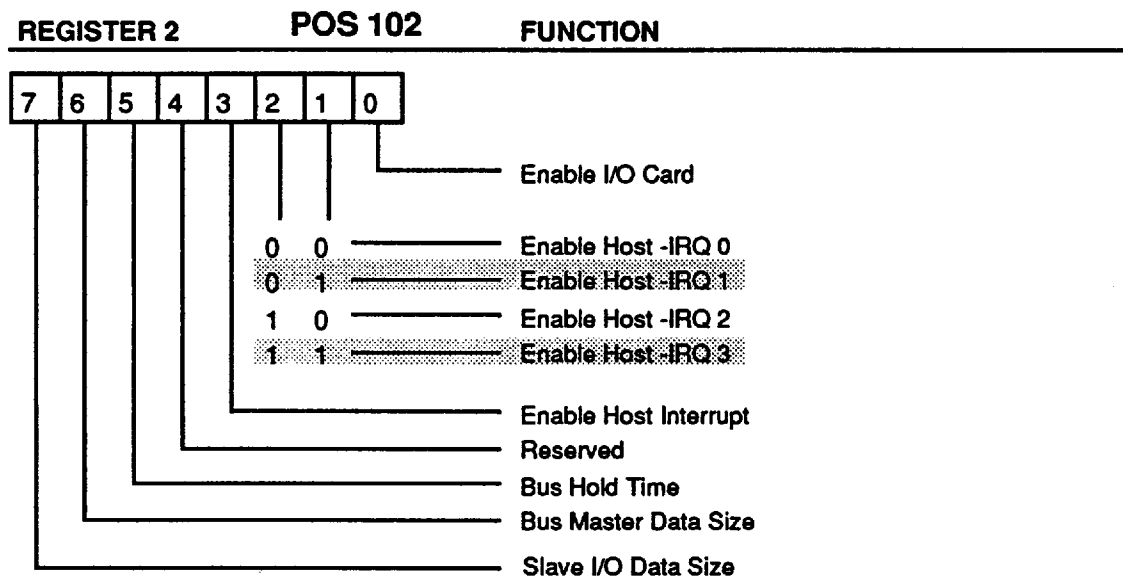 REGISTER 2 POS 102 FUNCTION
7 6 5 4 3 2 1 0
Enable I/O Card
0 0 Enable Host -IRQ 0
0 1 Enable Host -IRQ 1
1 0 Enable Host -IRQ 2
1 1 Enable Host -IRQ 3
Enable Host Interrupt
Reserved
Bus Hold Time
Bus Master Data Size
Slave I/O Data Size